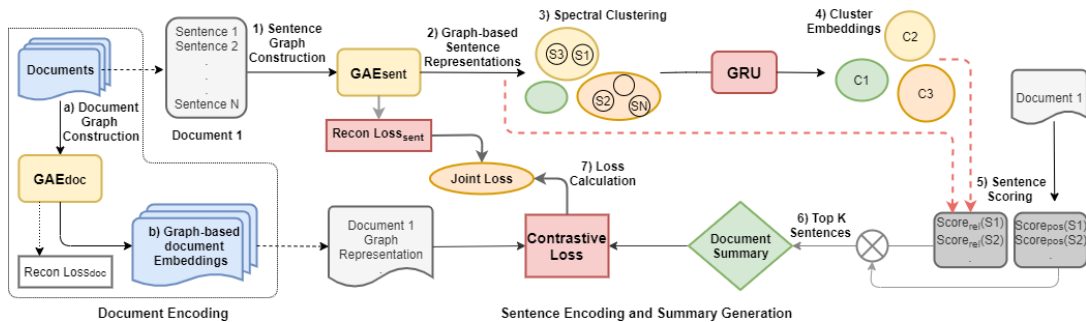 Documents
a) Document
Graph
Construction
GAEdoc
Recon Lossdoc
b) Graph-based
document
Embeddings
Document Encoding
Sentence 1
Sentence 2
.
.
.
Sentence N
Document 1
1) Sentence
Graph
Construction
GAEsent
Recon Losssent
2) Graph-based
Sentence
Representations
3) Spectral Clustering
S3
S1
S2
SN
GRU
4) Cluster
Embeddings
C2
C1
C3
Document 1
5) Sentence
Scoring
Scorerel(S1)
Scorerel(S2)
.
Scorepos(S1)
Scorepos(S2)
.
6) Top K
Sentences
Document
Summary
Contrastive
Loss
7) Loss
Calculation
Joint Loss
Document 1
Graph
Representation
Sentence Encoding and Summary Generation